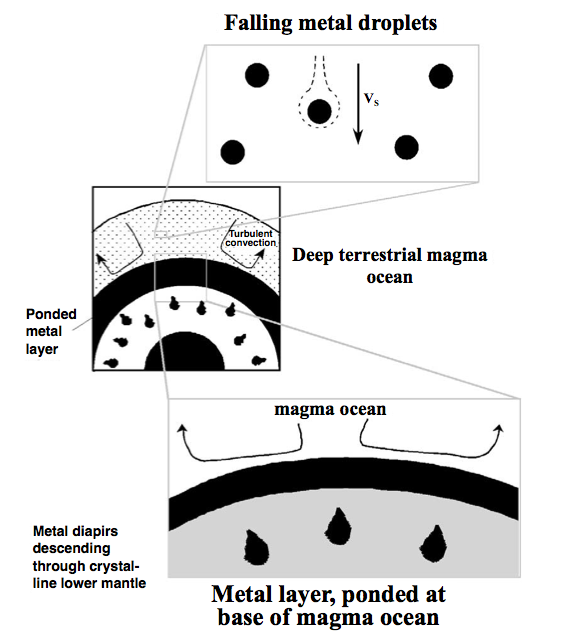 Falling metal droplets
vs
Turbulent
convection
Deep terrestrial magma
ocean
Ponded
metal
layer
magma ocean
Metal diapirs
descending
through crystal-
line lower mantle
Metal layer, ponded at
base of magma ocean